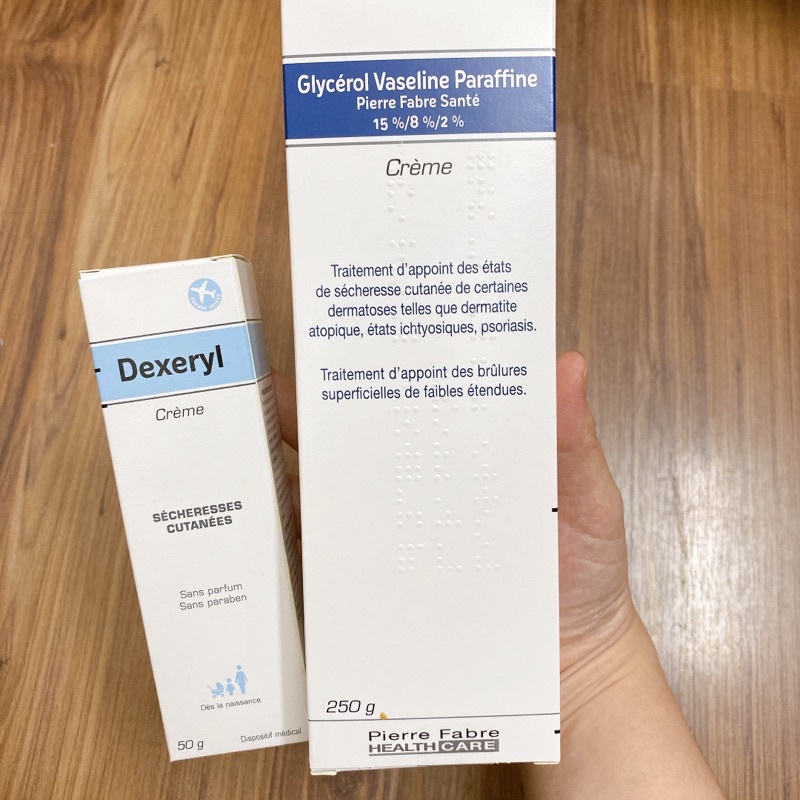 Glycérol Vaseline Paraffine
Pierre Fabre Santé
15 %/8 %/2 %
Crème
Traitement d'appoint des états
de sécheresse cutanée de certaines
dermatoses telles que dermatite
atopique, états ichtyosiques, psoriasis.
Traitement d'appoint des brûlures
superficielles de faibles étendues.
250 g
Pierre Fabre
HEALTH CARE
Dexeryl
Crème
SÉCHERESSES
CUTANÉES
Sans parfum
Sans paraben
Dès la naissance
50 g
Dispositif médical